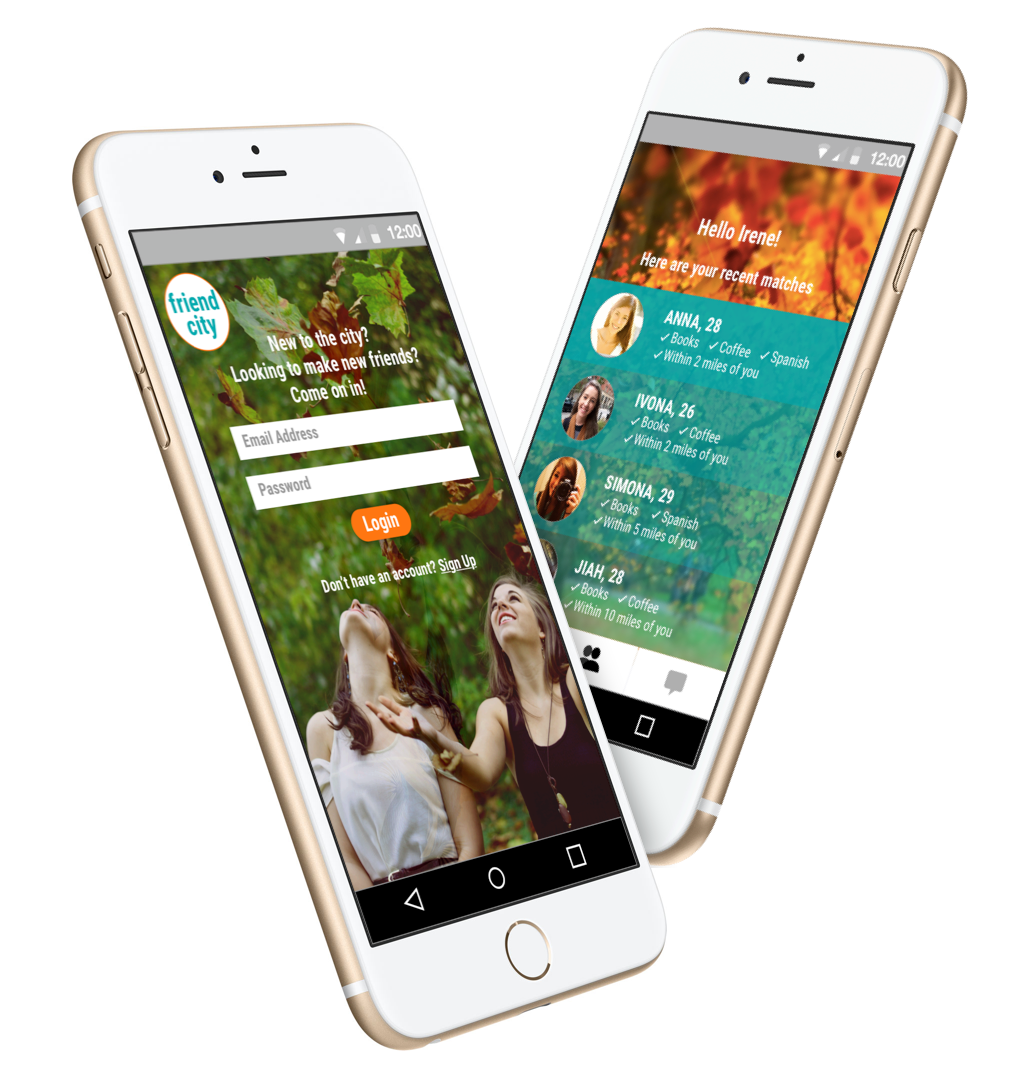 12:00
friend
city
New to the city?
Looking to make new friends?
Come on in!
Email Address
Password
Login
Don't have an account? Sign Up
12:00
Hello Irene!
Here are your recent matches
ANNA, 28
✓ Books ✓ Coffee ✓ Spanish
✓ Within 2 miles of you
IVONA, 26
✓ Books ✓ Coffee
✓ Within 2 miles of you
SIMONA, 29
✓ Books ✓ Spanish
✓ Within 5 miles of you
JIAH, 28
✓ Books ✓ Coffee
✓ Within 10 miles of you